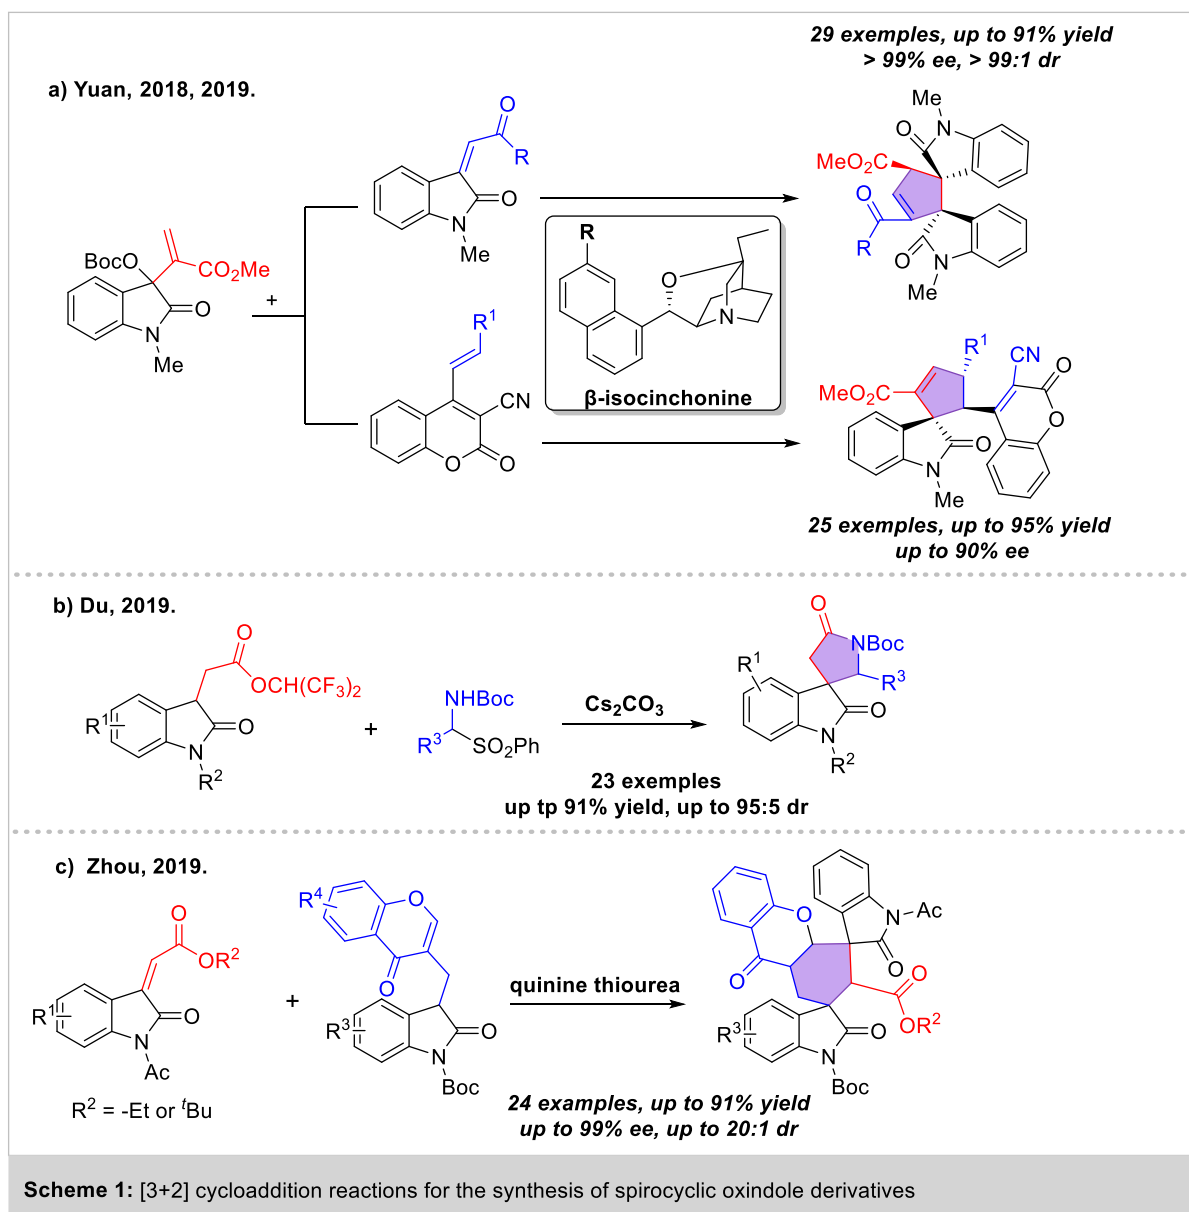 29 exemples, up to 91% yield
> 99% ee, > 99:1 dr
a) Yuan, 2018, 2019.
O
R
O
N
Me
Me
N
O
MeO₂C
O
R
O
N
Me
BocO
CO₂Me
O
N
Me
+
R
O
N
β-isocinchonine
R¹
CN
O
O
R¹
CN
O
O
MeO₂C
O
N
Me
25 exemples, up to 95% yield
up to 90% ee
b) Du, 2019.
O
OCH(CF₃)₂
R¹
O
N
R²
+
NHBoc
R³
SO₂Ph
Cs₂CO₃
O
NBoc
R³
R¹
O
N
R²
23 exemples
up tp 91% yield, up to 95:5 dr
c) Zhou, 2019.
O
OR²
R¹
O
N
Ac
R² = -Et or ᵗBu
+
R⁴
O
O
R³
O
N
Boc
quinine thiourea
O
O
N
Ac
O
O
OR²
R³
O
N
Boc
24 examples, up to 91% yield
up to 99% ee, up to 20:1 dr
Scheme 1: [3+2] cycloaddition reactions for the synthesis of spirocyclic oxindole derivatives